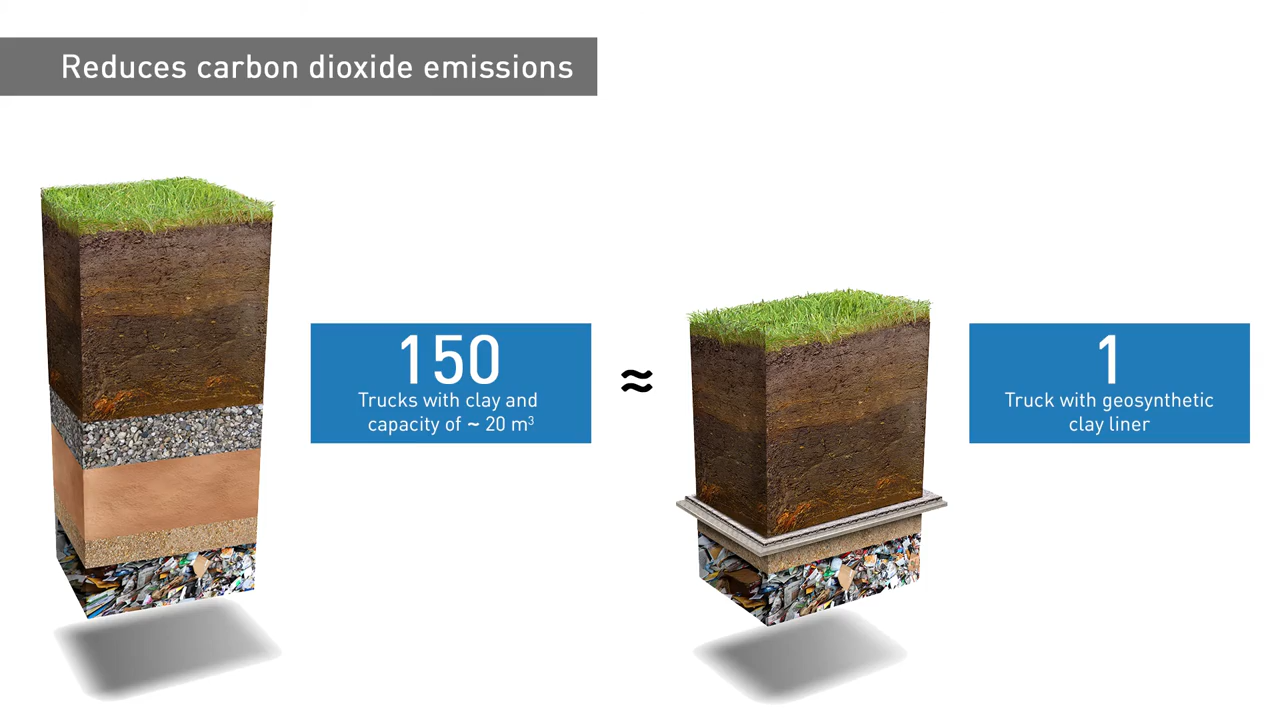 Reduces carbon dioxide emissions
150
Trucks with clay and
capacity of ~ 20 m³
≈
1
Truck with geosynthetic
clay liner